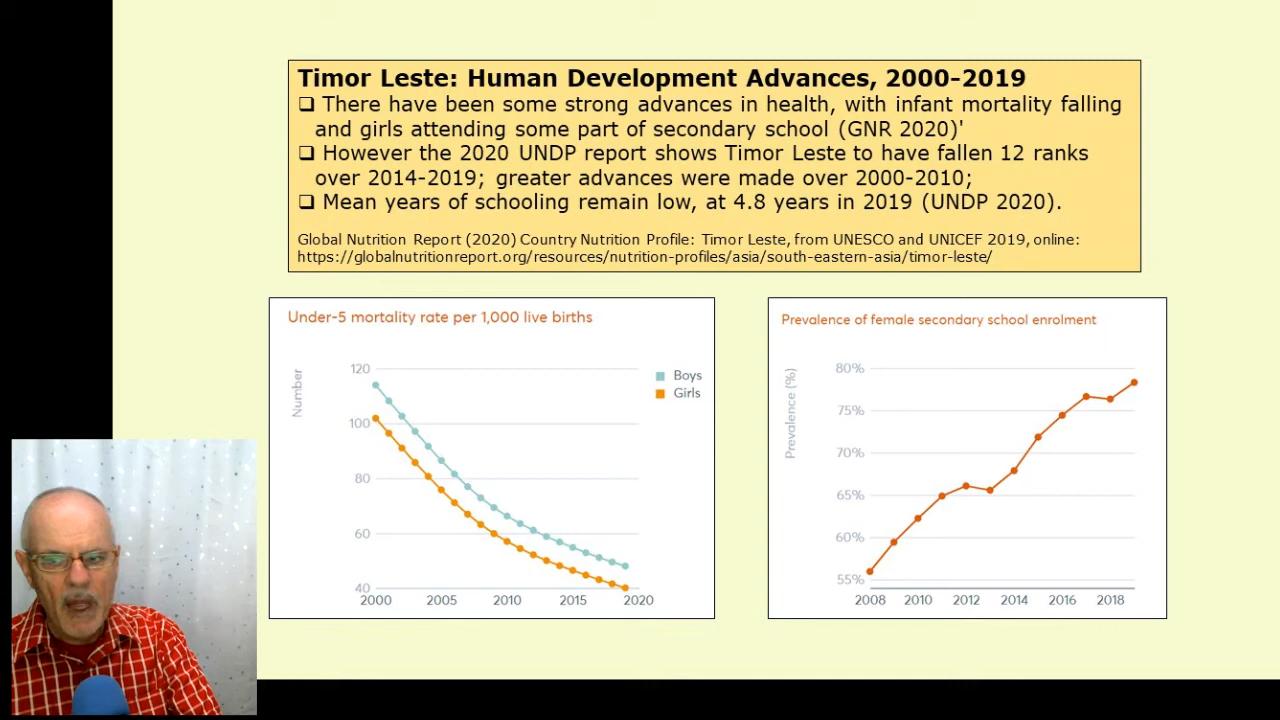 Timor Leste: Human Development Advances, 2000-2019
❑ There have been some strong advances in health, with infant mortality falling
and girls attending some part of secondary school (GNR 2020)'
❑ However the 2020 UNDP report shows Timor Leste to have fallen 12 ranks
over 2014-2019; greater advances were made over 2000-2010;
❑ Mean years of schooling remain low, at 4.8 years in 2019 (UNDP 2020).
Global Nutrition Report (2020) Country Nutrition Profile: Timor Leste, from UNESCO and UNICEF 2019, online:
https://globalnutritionreport.org/resources/nutrition-profiles/asia/south-eastern-asia/timor-leste/
Under-5 mortality rate per 1,000 live births
Number
120
100
80
60
40
2000 2005 2010 2015 2020
Boys
Girls
Prevalence of female secondary school enrolment
Prevalence (%)
80%
75%
70%
65%
60%
55%
2008 2010 2012 2014 2016 2018